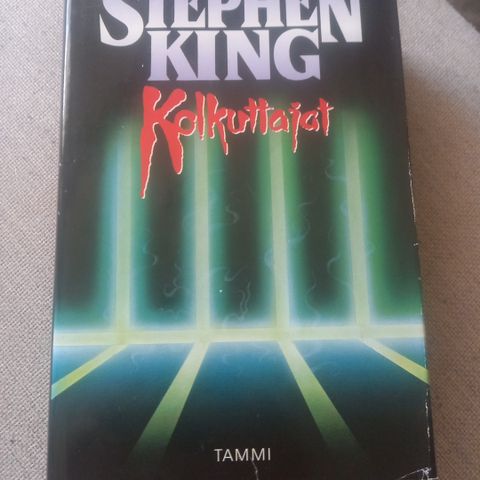 STEPHEN
KING
Kolkuttajat
TAMMI